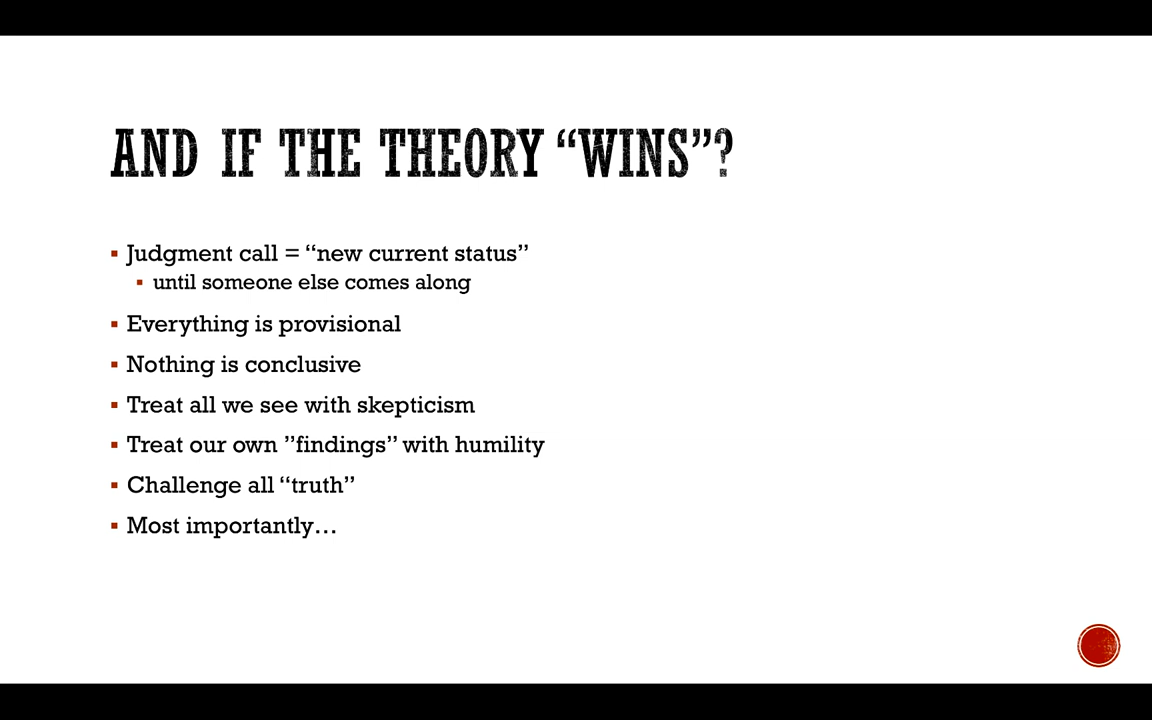 AND IF THE THEORY “WINS”?
▪ Judgment call = “new current status”
▪ until someone else comes along
▪ Everything is provisional
▪ Nothing is conclusive
▪ Treat all we see with skepticism
▪ Treat our own ”findings” with humility
▪ Challenge all “truth”
▪ Most importantly…